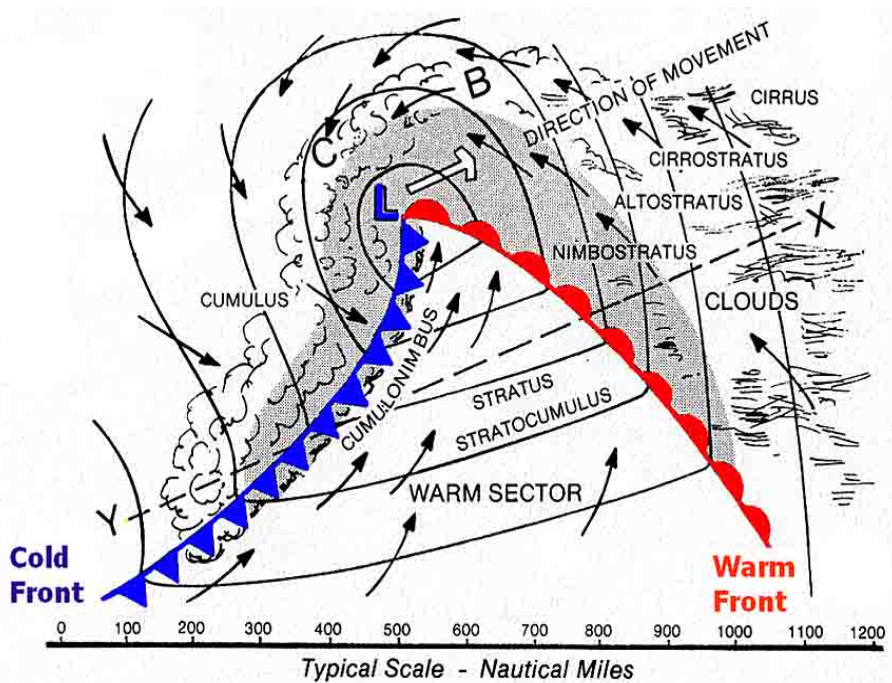 B
DIRECTION OF MOVEMENT
CIRRUS
C
CIRROSTRATUS
L
ALTOSTRATUS
X
NIMBOSTRATUS
CUMULUS
CLOUDS
CUMULONIMBUS
STRATUS
STRATOCUMULUS
WARM SECTOR
Y
Cold
Front
Warm
Front
0 100 200 300 400 500 600 700 800 900 1000 1100 1200
Typical Scale - Nautical Miles